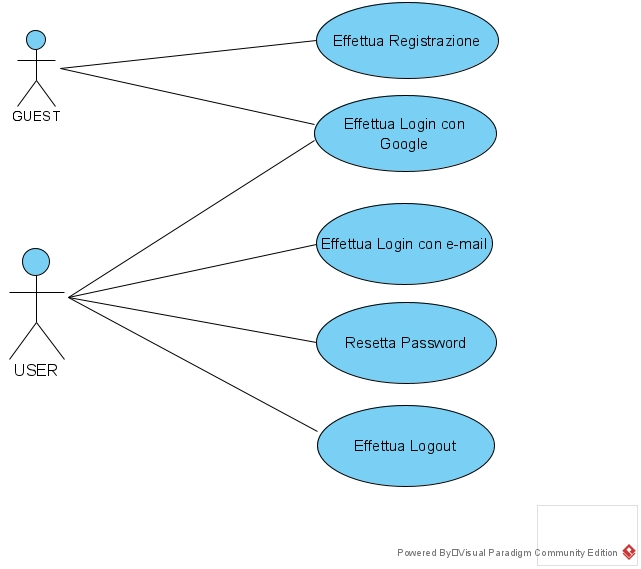 Effettua Registrazione
GUEST
Effettua Login con
Google
Effettua Login con e-mail
USER
Resetta Password
Effettua Logout
Powered By□Visual Paradigm Community Edition